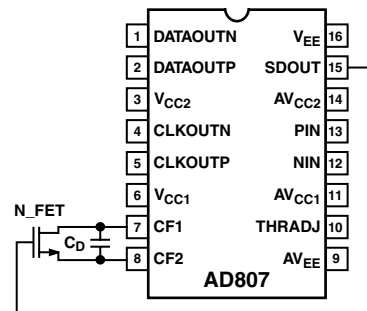 1 DATAOUTN VEE 16
2 DATAOUTP SDOUT 15
3 VCC2 AVCC2 14
4 CLKOUTN PIN 13
5 CLKOUTP NIN 12
6 VCC1 AVCC1 11
N_FET
7 CF1 THRADJ 10
CD
8 CF2 AVEE 9
AD807